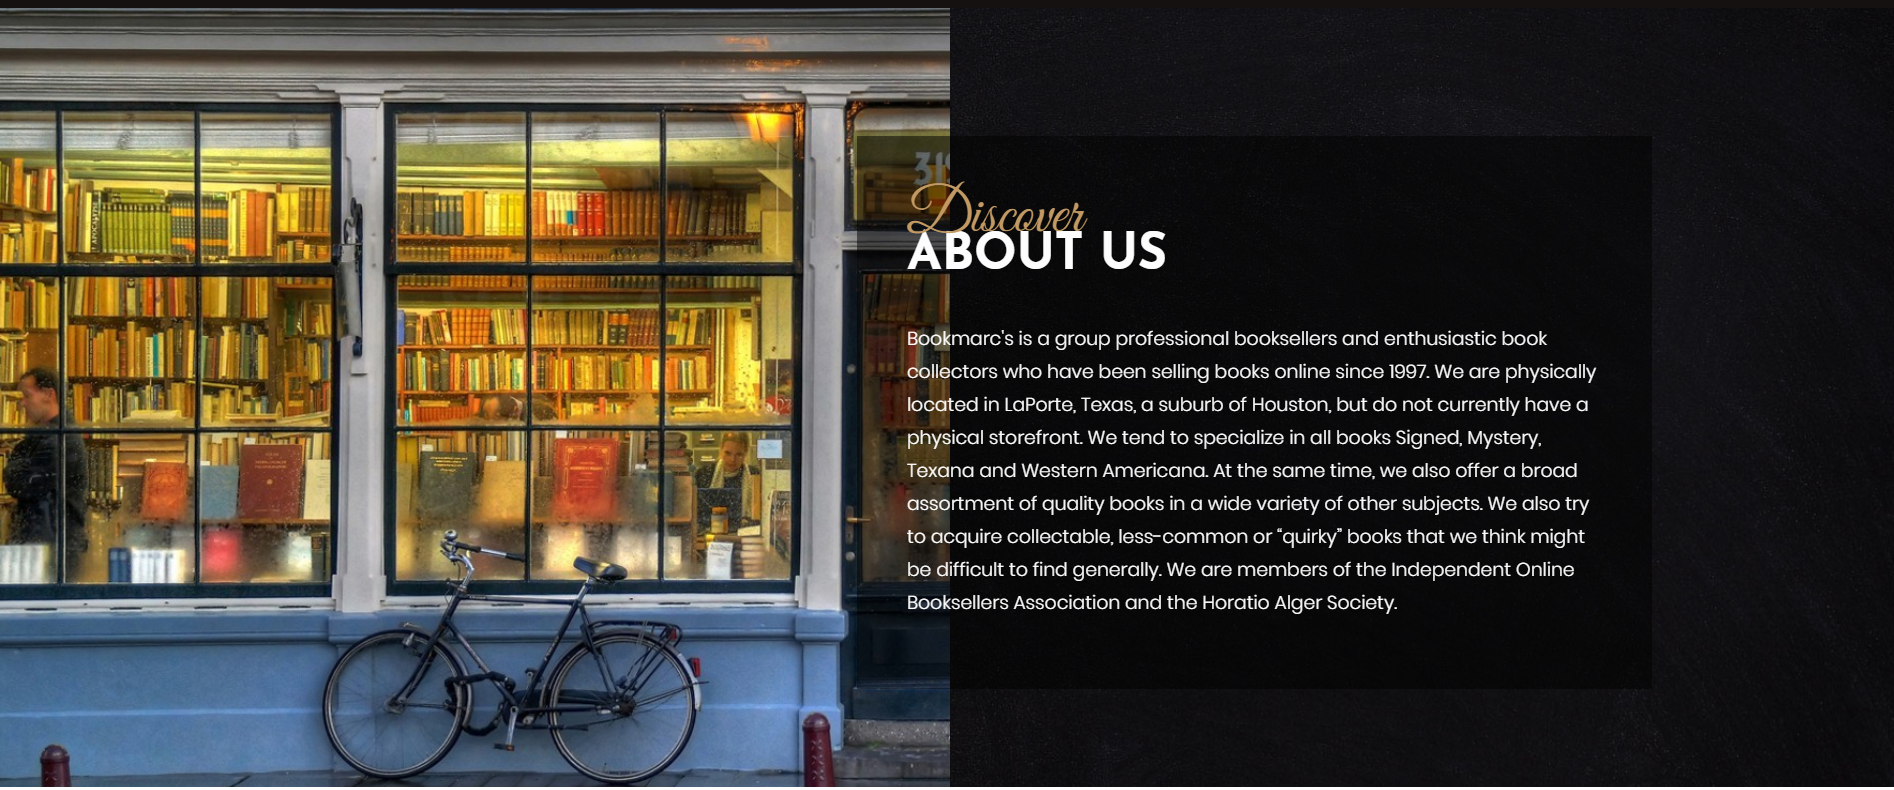 Discover
ABOUT US
Bookmarc's is a group professional booksellers and enthusiastic book
collectors who have been selling books online since 1997. We are physically
located in LaPorte, Texas, a suburb of Houston, but do not currently have a
physical storefront. We tend to specialize in all books Signed, Mystery,
Texana and Western Americana. At the same time, we also offer a broad
assortment of quality books in a wide variety of other subjects. We also try
to acquire collectable, less-common or “quirky” books that we think might
be difficult to find generally. We are members of the Independent Online
Booksellers Association and the Horatio Alger Society.